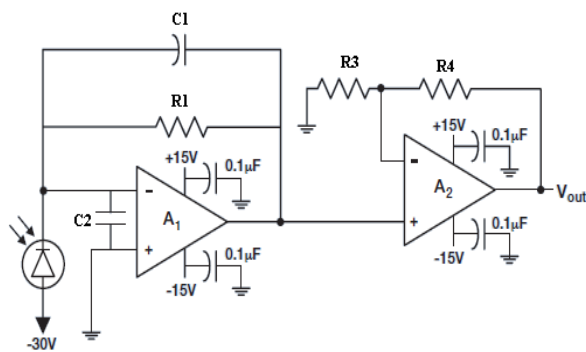 C1
R1
R3
R4
+15V
0.1μF
+15V
0.1μF
-
A1
+
C2
-
A2
+
Vout
0.1μF
-15V
0.1μF
-15V
-30V